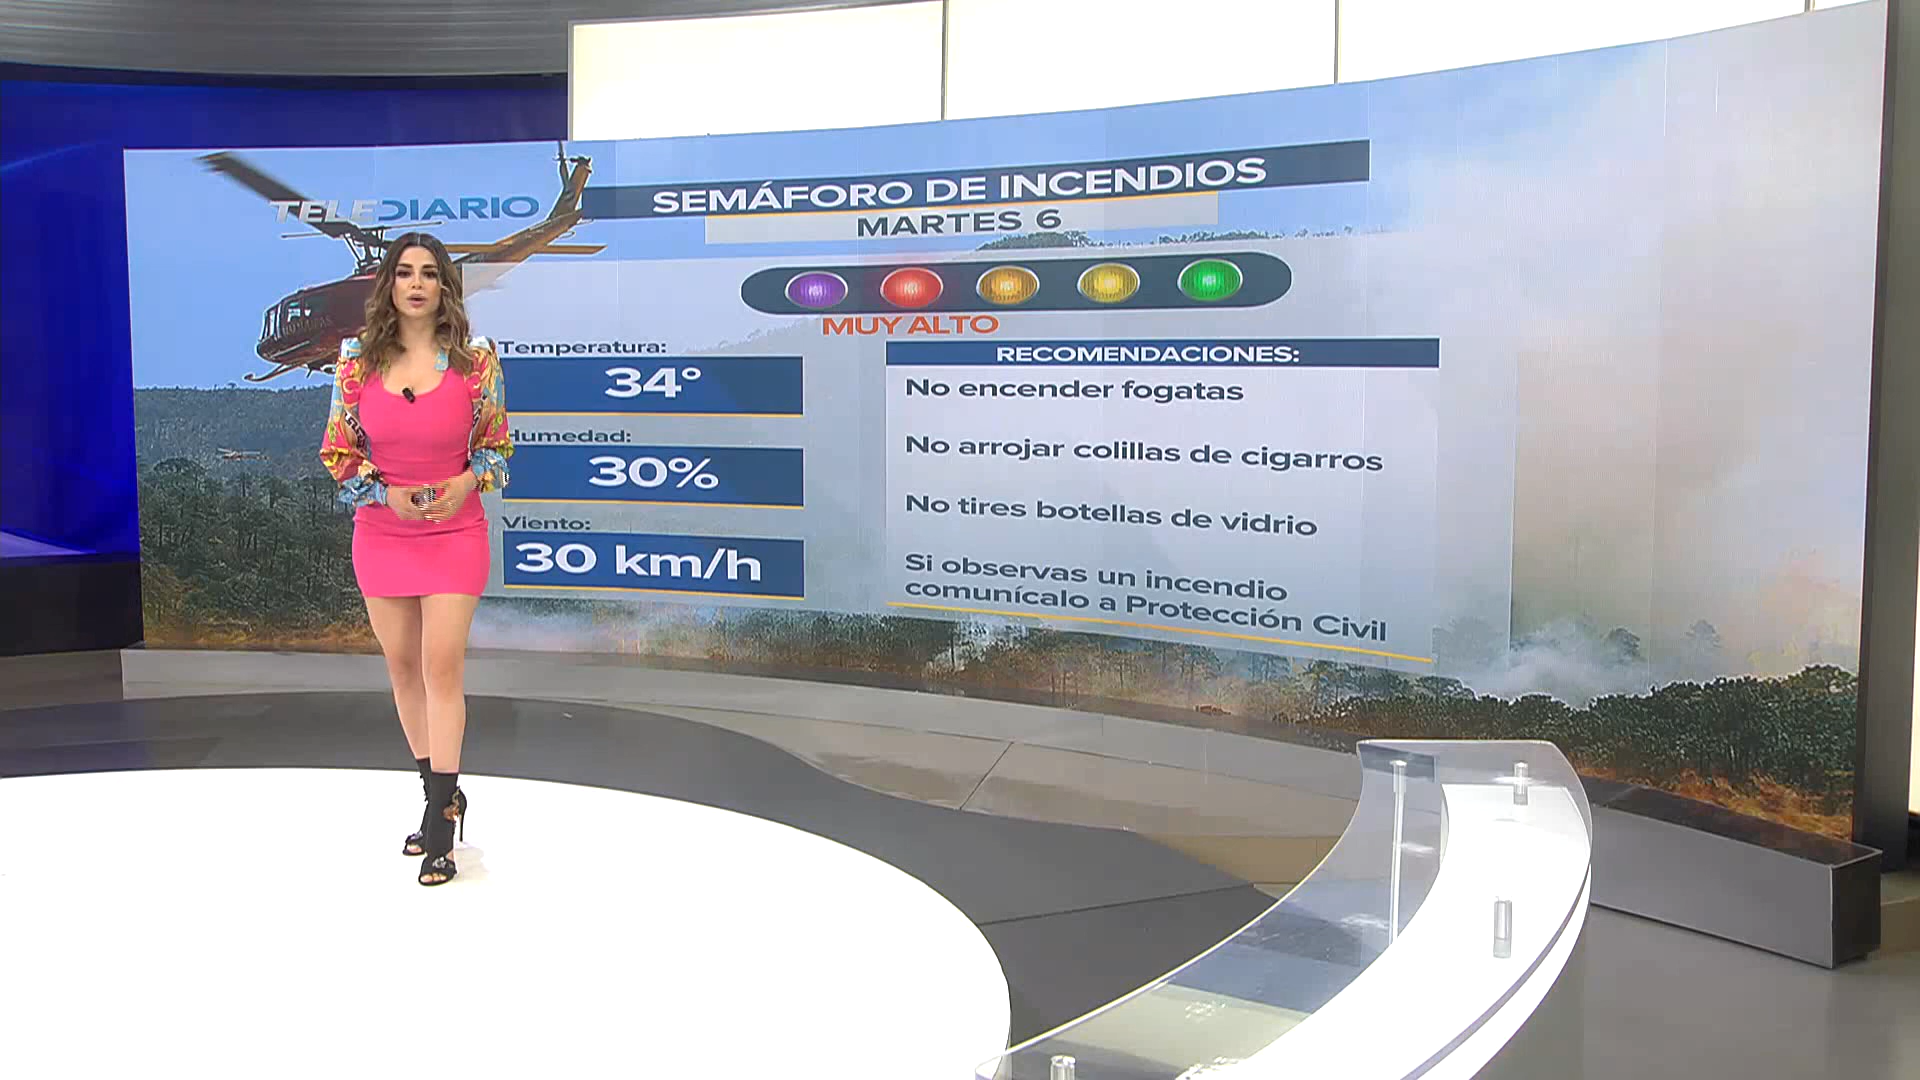 TELEDIARIO
SEMÁFORO DE INCENDIOS
MARTES 6
MUY ALTO
Temperatura:
34°
Humedad:
30%
Viento:
30 km/h
RECOMENDACIONES:
No encender fogatas
No arrojar colillas de cigarros
No tires botellas de vidrio
Si observas un incendio
comunícalo a Protección Civil